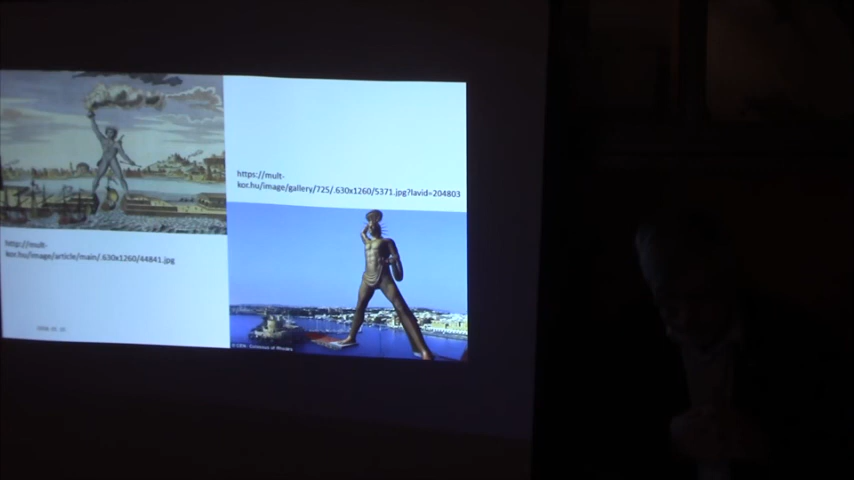 https://mult-
kor.hu/image/gallery/725/.630x1260/5371.jpg?lavid=204803
http://mult-
kor.hu/image/article/main/.630x1260/44841.jpg